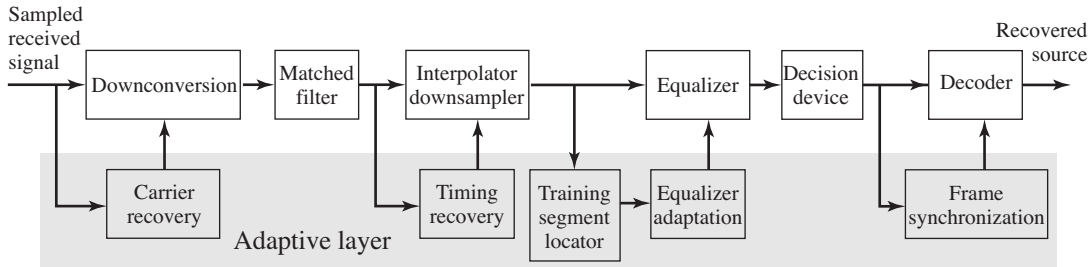 Sampled
received
signal
Downconversion
Matched
filter
Interpolator
downsampler
Equalizer
Decision
device
Decoder
Recovered
source
Carrier
recovery
Timing
recovery
Training
segment
locator
Equalizer
adaptation
Frame
synchronization
Adaptive layer